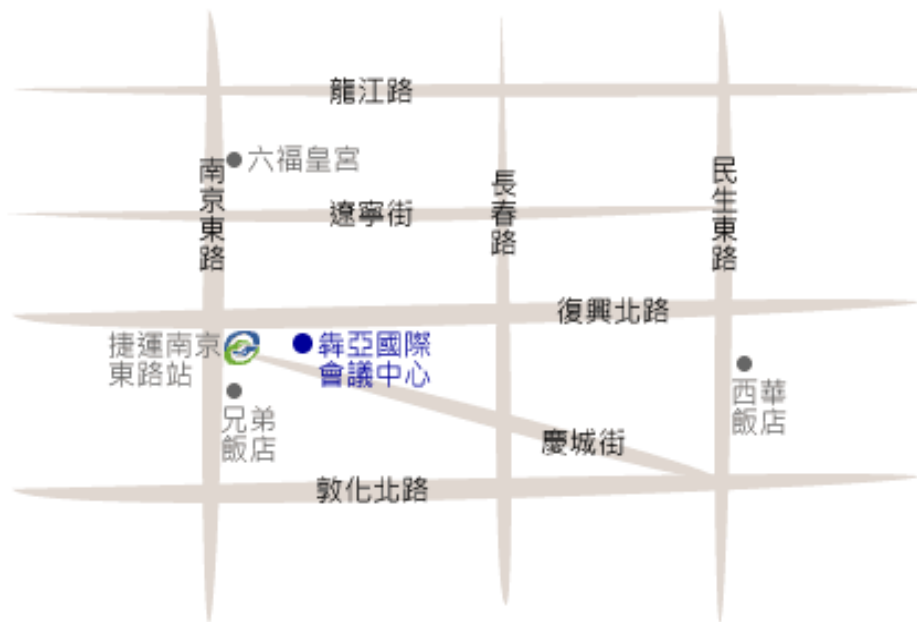 龍江路
六福皇宮
南京東路
長春路
民生東路
遼寧街
復興北路
捷運南京
東路站
犇亞國際
會議中心
西華
飯店
兄弟
飯店
慶城街
敦化北路